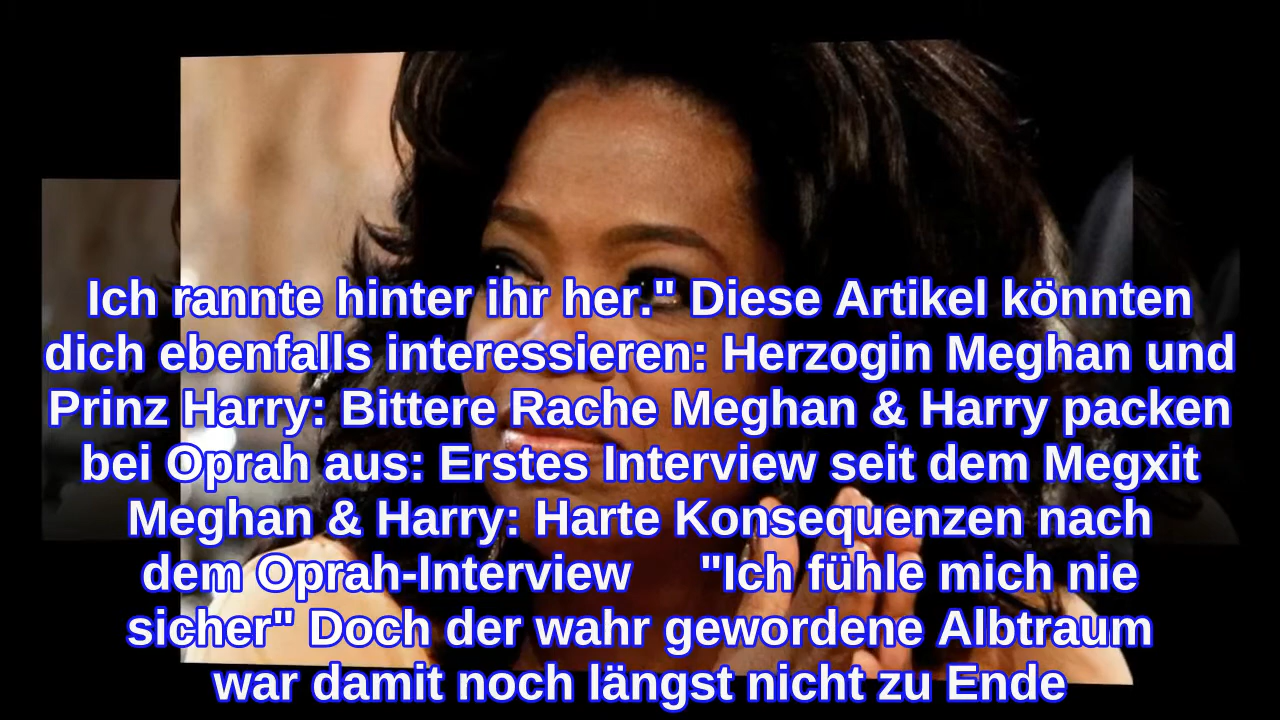 Ich rannte hinter ihr her." Diese Artikel könnten
dich ebenfalls interessieren: Herzogin Meghan und
Prinz Harry: Bittere Rache Meghan & Harry packen
bei Oprah aus: Erstes Interview seit dem Megxit
Meghan & Harry: Harte Konsequenzen nach
dem Oprah-Interview "Ich fühle mich nie
sicher" Doch der wahr gewordene Albtraum
war damit noch längst nicht zu Ende